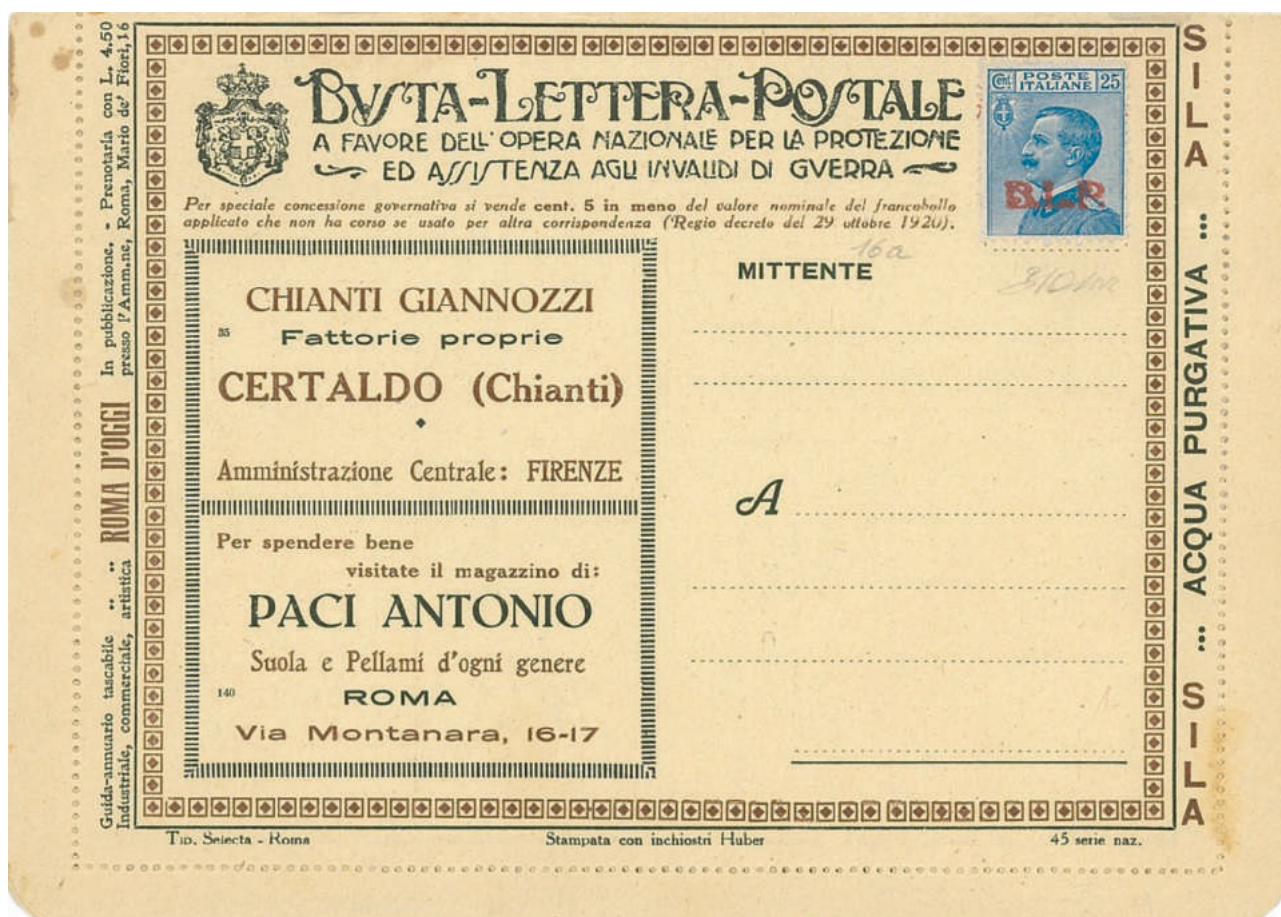 BUSTA-LETTERA-POSTALE
A FAVORE DELL'OPERA NAZIONALE PER LA PROTEZIONE
ED ASSISTENZA AGLI INVALIDI DI GVERRA
Per speciale concessione governativa si vende cent. 5 in meno del valore nominale del francobollo
applicato che non ha corso se usato per altra corrispondenza (Regio decreto del 29 ottobre 1920).
Cent POSTE ITALIANE 25
B.L.P
16a
CHIANTI GIANNOZZI
35
Fattorie proprie
CERTALDO (Chianti)
Amministrazione Centrale: FIRENZE
Per spendere bene
visitate il magazzino di:
PACI ANTONIO
Suola e Pellami d'ogni genere
140
ROMA
Via Montanara, 16-17
MITTENTE
A
Tip. Selecta - Roma
Stampata con inchiostri Huber
45 serie naz.
Guida-annuario tascabile .. .. ROMA D'OGGI In pubblicazione. - Prenotaria con L. 4.50
Industriale, commerciale, artistica presso l'Amm.ne, Roma, Mario de' Fiori, 16
SILA ... ACQUA PURGATIVA ... SILA